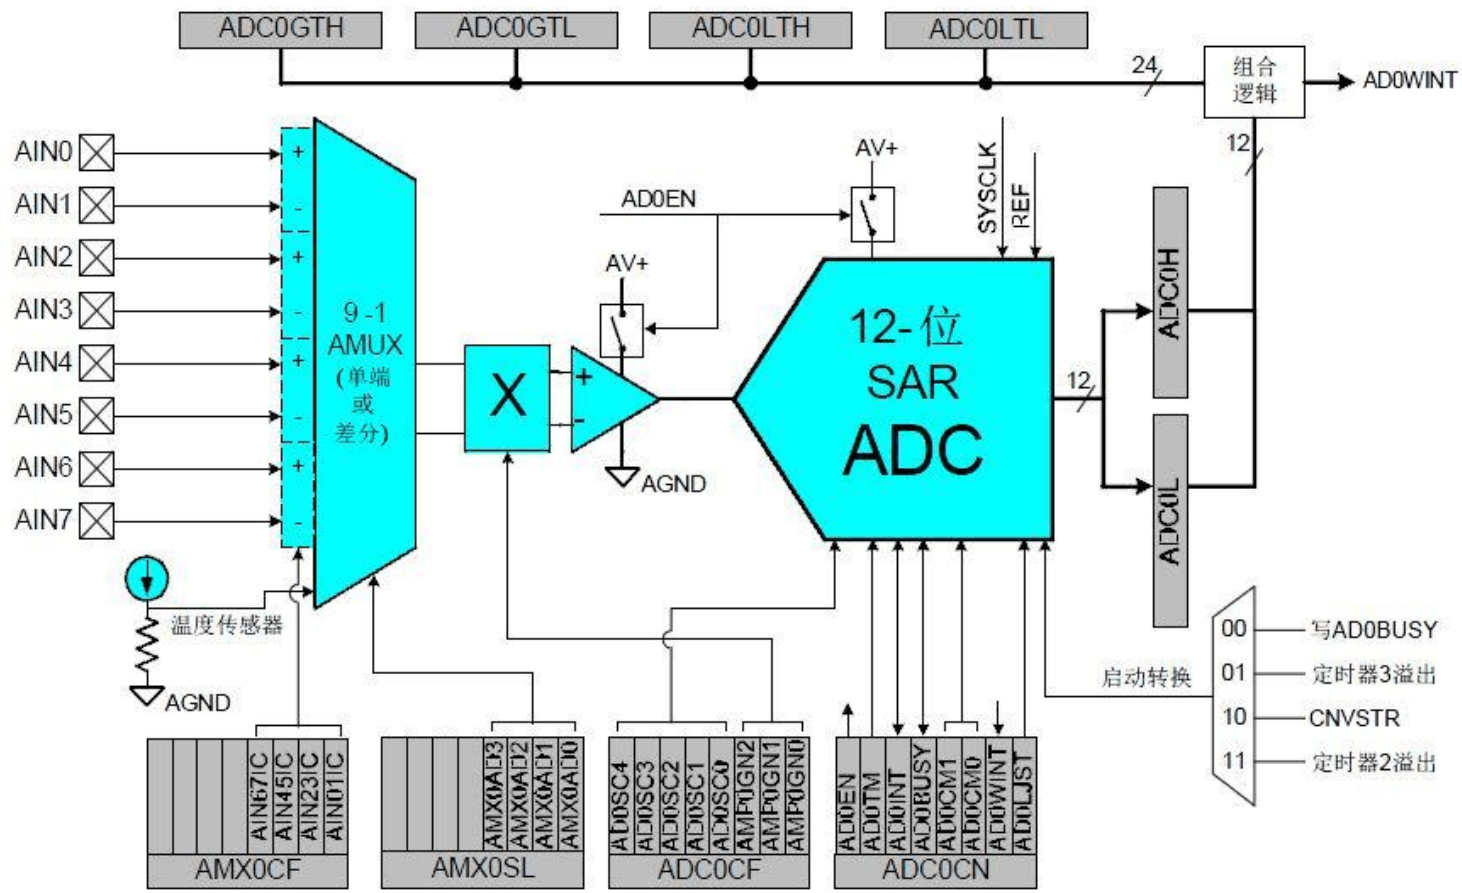 ADC0GTH
ADC0GTL
ADC0LTH
ADC0LTL
24
组合
逻辑
AD0WINT
12
AIN0
AIN1
AIN2
AIN3
AIN4
AIN5
AIN6
AIN7
+
-
+
-
+
-
+
-
9-1
AMUX
(单端
或
差分)
X
+
-
AV+
AGND
AD0EN
AV+
SYSCLK
REF
12-位
SAR
ADC
12
ADC0H
ADC0L
温度传感器
AGND
启动转换
00
写AD0BUSY
01
定时器3溢出
10
CNVSTR
11
定时器2溢出
AIN67IC
AIN45IC
AIN23IC
AIN01IC
AMX0CF
AMX0AD3
AMX0AD2
AMX0AD1
AMX0AD0
AMX0SL
AD0SC4
AD0SC3
AD0SC2
AD0SC1
AD0SC0
AMP0GN2
AMP0GN1
AMP0GN0
ADC0CF
AD0EN
AD0TM
AD0INT
AD0BUSY
AD0CM1
AD0CM0
AD0WINT
AD0LJST
ADC0CN